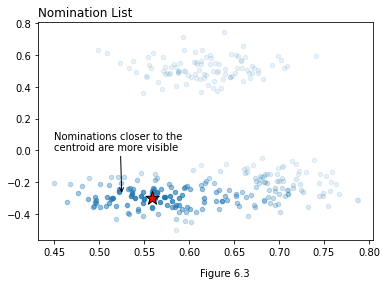 Nomination List
0.8
0.6
0.4
0.2
0.0
−0.2
−0.4
Nominations closer to the
centroid are more visible
0.45 0.50 0.55 0.60 0.65 0.70 0.75 0.80
Figure 6.3